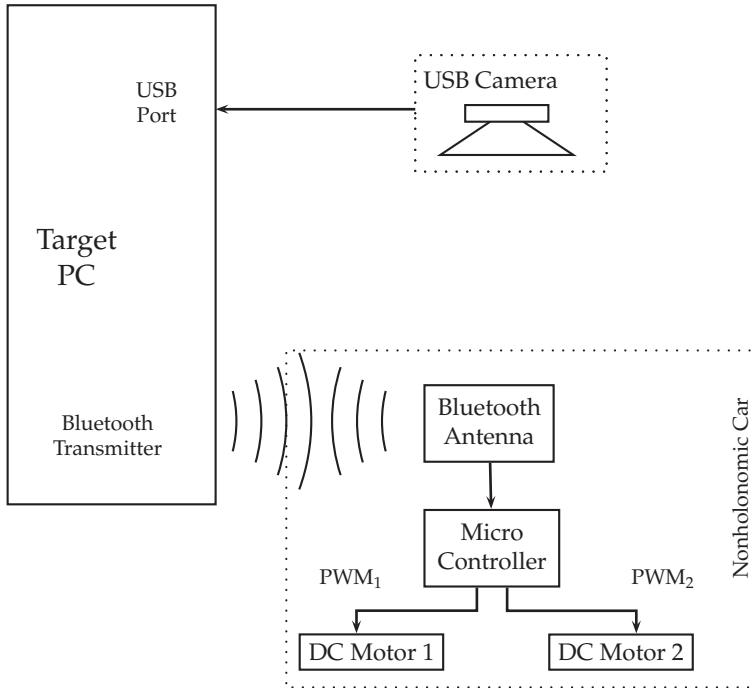 USB Camera
USB
Port
Target
PC
Bluetooth
Transmitter
Bluetooth
Antenna
Micro
Controller
PWM₁
PWM₂
DC Motor 1
DC Motor 2
Nonholonomic Car